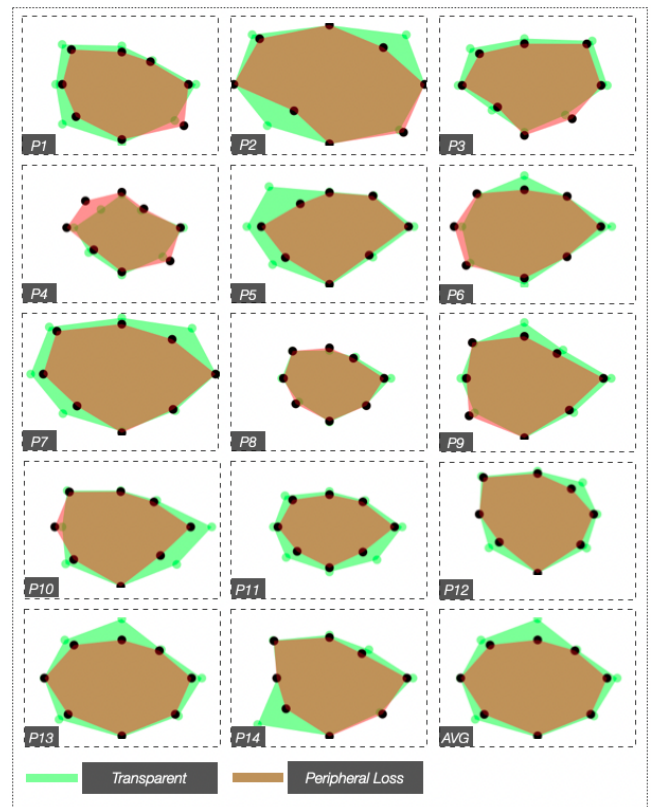 P1
P2
P3
P4
P5
P6
P7
P8
P9
P10
P11
P12
P13
P14
AVG
Transparent
Peripheral Loss